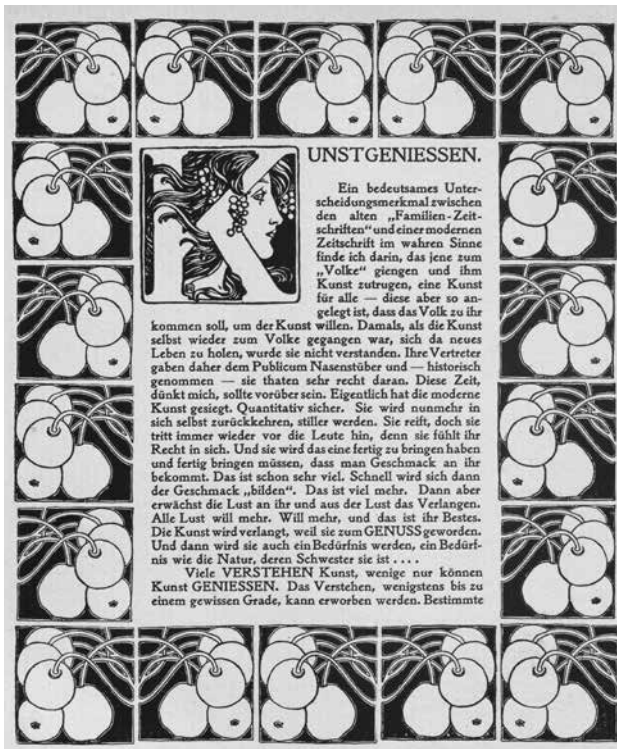 KUNSTGENIESSEN.
Ein bedeutsames Unter-
scheidungsmerkmal zwischen
den alten „Familien-Zeit-
schriften" und einer modernen
Zeitschrift im wahren Sinne
finde ich darin, das jene zum
„Volke" giengen und ihm
Kunst zutrugen, eine Kunst
für alle — diese aber so an-
gelegt ist, dass das Volk zu ihr
kommen soll, um der Kunst willen. Damals, als die Kunst
selbst wieder zum Volke gegangen war, sich da neues
Leben zu holen, wurde sie nicht verstanden. Ihre Vertreter
gaben daher dem Publicum Nasenstüber und — historisch
genommen — sie thaten sehr recht daran. Diese Zeit,
dünkt mich, sollte vorüber sein. Eigentlich hat die moderne
Kunst gesiegt. Quantitativ sicher. Sie wird nunmehr in
sich selbst zurückkehren, stiller werden. Sie reift, doch sie
tritt immer wieder vor die Leute hin, denn sie fühlt ihr
Recht in sich. Und sie wird das eine fertig zu bringen haben
und fertig bringen müssen, dass man Geschmack an ihr
bekommt. Das ist schon sehr viel. Schnell wird sich dann
der Geschmack „bilden". Das ist viel mehr. Dann aber
erwächst die Lust an ihr und aus der Lust das Verlangen.
Alle Lust will mehr. Will mehr, und das ist ihr Bestes.
Die Kunst wird verlangt, weil sie zum GENUSS geworden.
Und dann wird sie auch ein Bedürfnis werden, ein Bedürf-
nis wie die Natur, deren Schwester sie ist ....
Viele VERSTEHEN Kunst, wenige nur können
Kunst GENIESSEN. Das Verstehen, wenigstens bis zu
einem gewissen Grade, kann erworben werden. Bestimmte